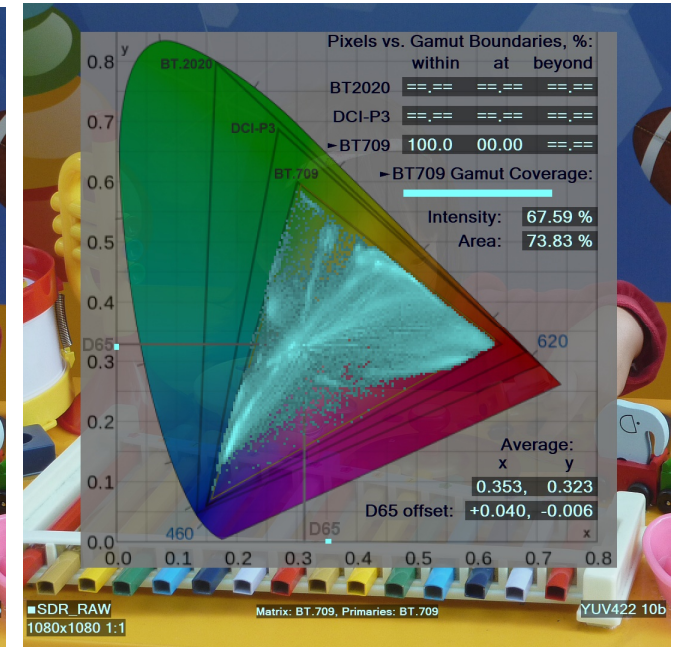 Pixels vs. Gamut Boundaries, %:
within at beyond
BT2020 ==.== ==.== ==.==
DCI-P3 ==.== ==.== ==.==
►BT709 100.0 00.00 ==.==
►BT709 Gamut Coverage:
Intensity: 67.59 %
Area: 73.83 %
y
0.8
0.7
0.6
0.5
0.4
0.3
0.2
0.1
0.0
BT.2020
DCI-P3
BT.709
D65
620
460
D65
x
Average:
x y
0.353, 0.323
D65 offset: +0.040, -0.006
0.0 0.1 0.2 0.3 0.4 0.5 0.6 0.7 0.8
■SDR_RAW
1080x1080 1:1
Matrix: BT.709, Primaries: BT.709
YUV422 10b